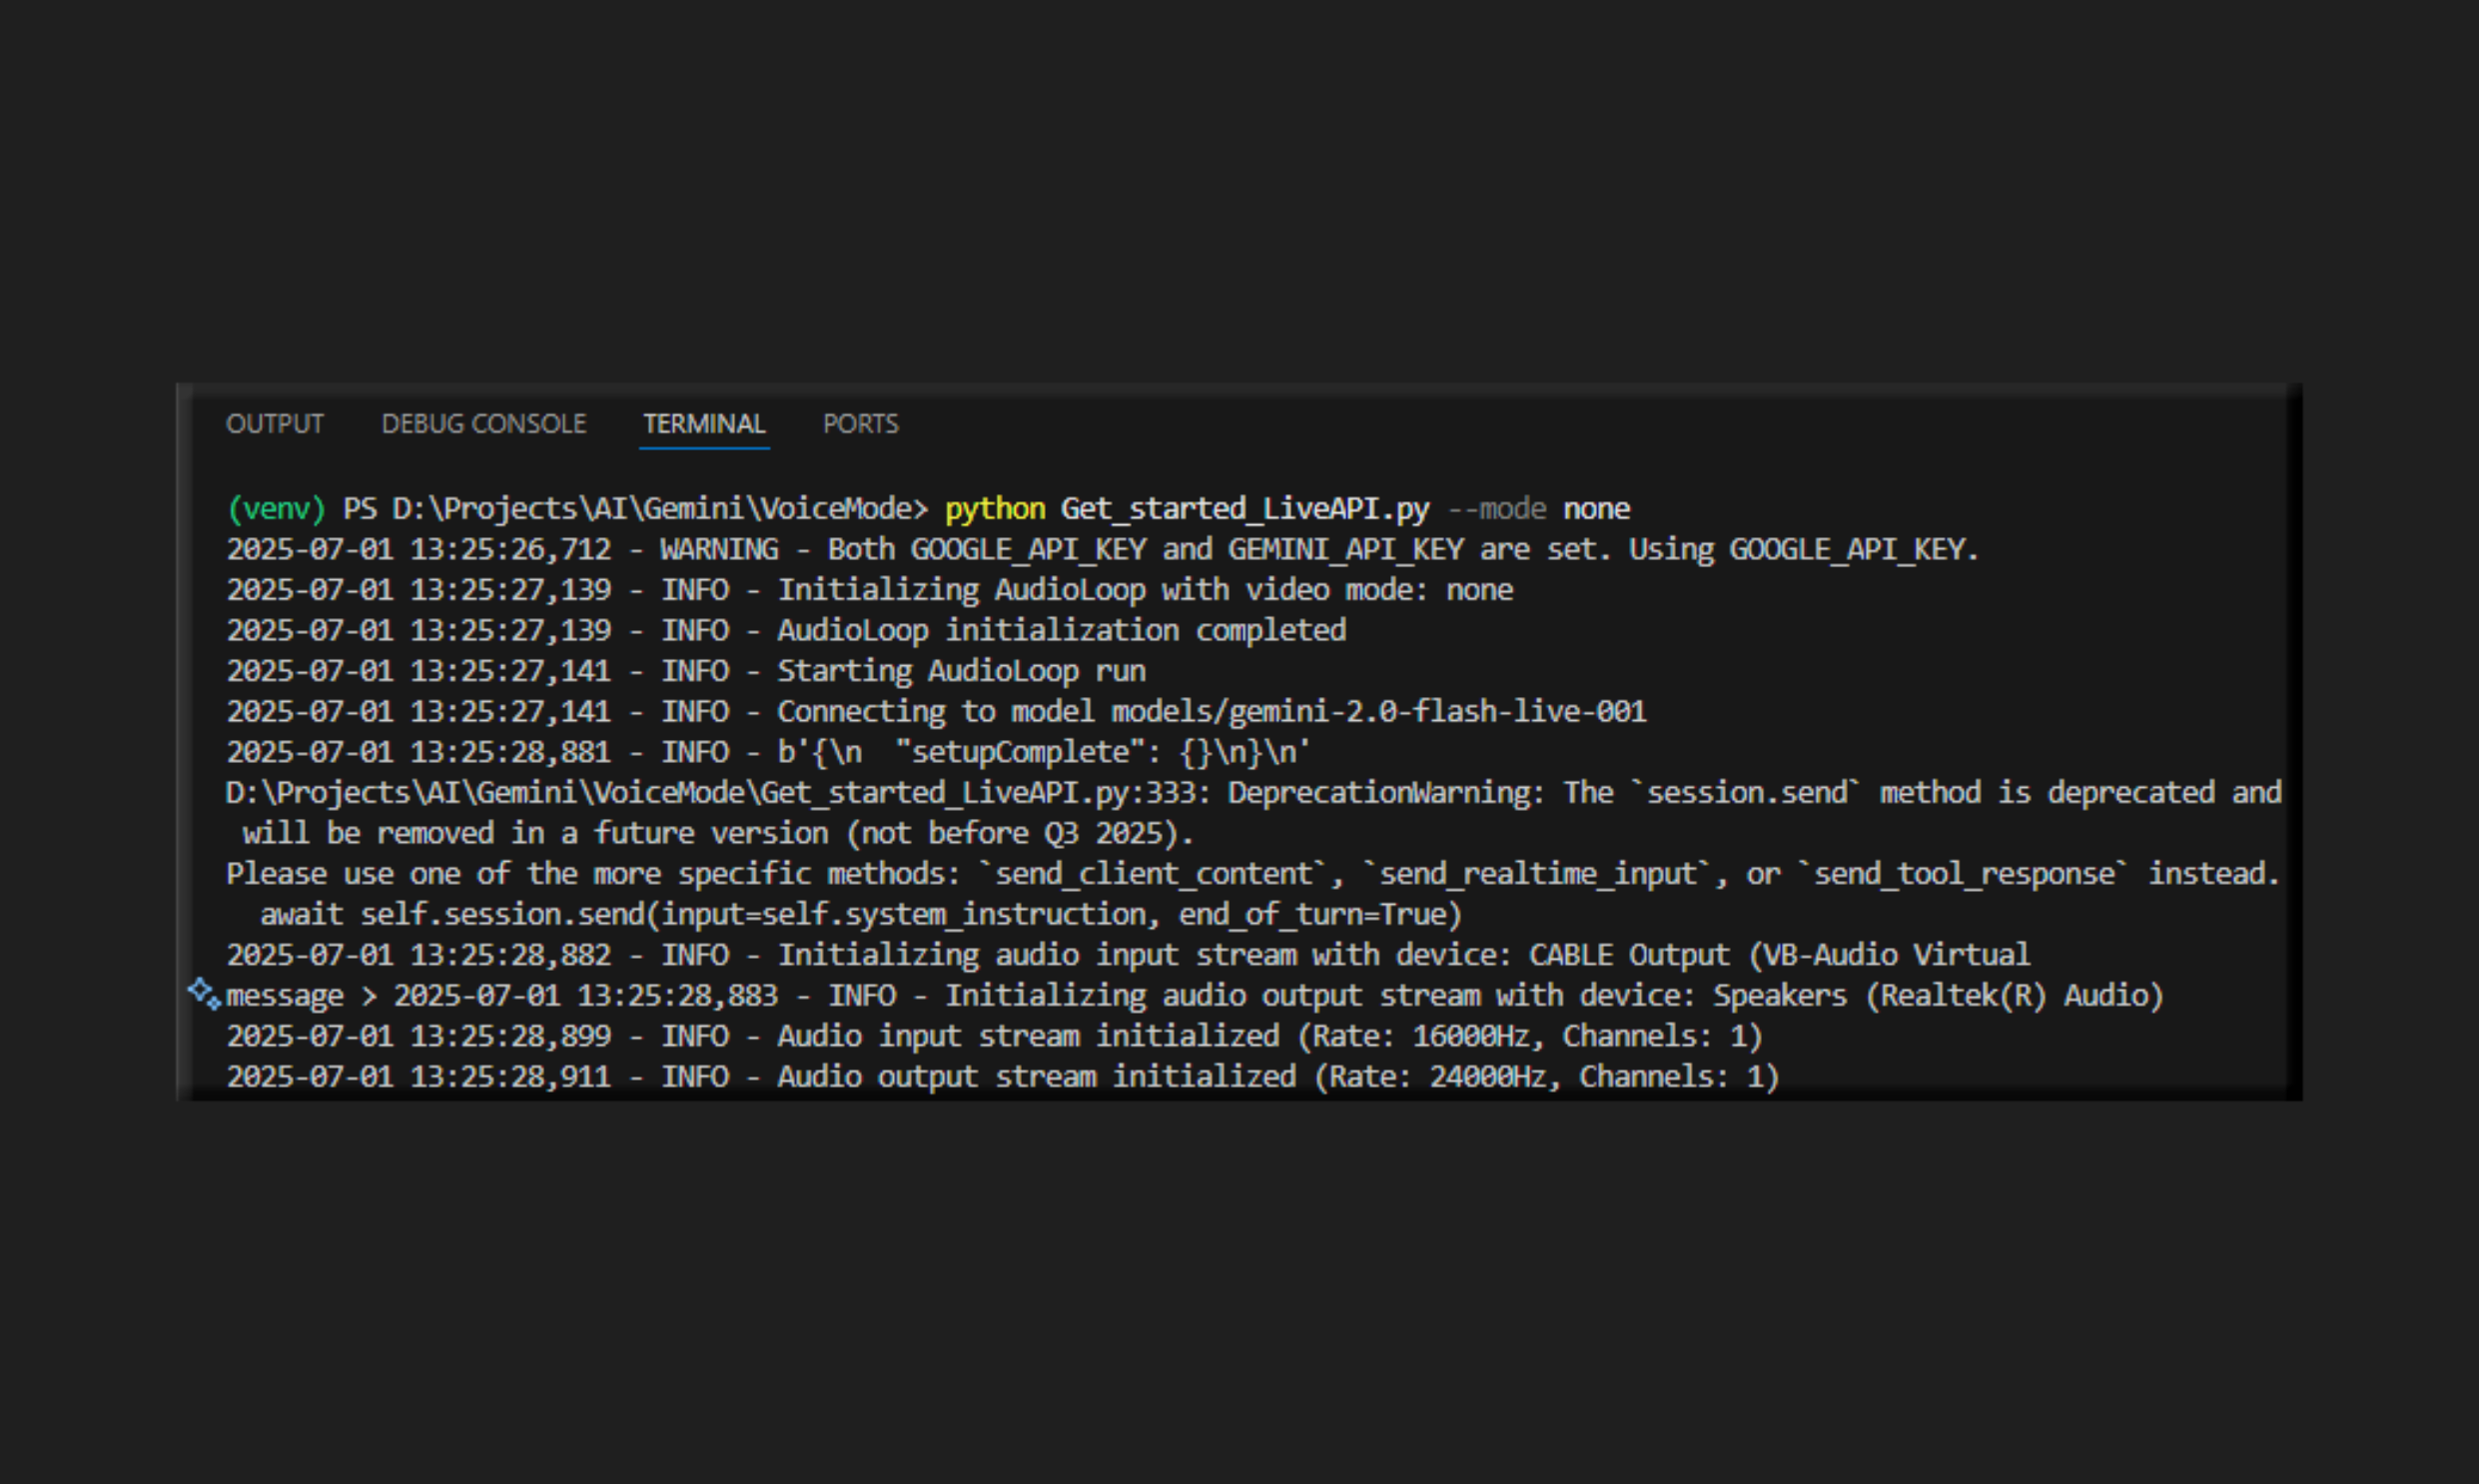 OUTPUT DEBUG CONSOLE TERMINAL PORTS
(venv) PS D:\Projects\AI\Gemini\VoiceMode> python Get_started_LiveAPI.py --mode none
2025-07-01 13:25:26,712 - WARNING - Both GOOGLE_API_KEY and GEMINI_API_KEY are set. Using GOOGLE_API_KEY.
2025-07-01 13:25:27,139 - INFO - Initializing AudioLoop with video mode: none
2025-07-01 13:25:27,139 - INFO - AudioLoop initialization completed
2025-07-01 13:25:27,141 - INFO - Starting AudioLoop run
2025-07-01 13:25:27,141 - INFO - Connecting to model models/gemini-2.0-flash-live-001
2025-07-01 13:25:28,881 - INFO - b'{\n  "setupComplete": {}\n}\n'
D:\Projects\AI\Gemini\VoiceMode\Get_started_LiveAPI.py:333: DeprecationWarning: The `session.send` method is deprecated and
 will be removed in a future version (not before Q3 2025).
Please use one of the more specific methods: `send_client_content`, `send_realtime_input`, or `send_tool_response` instead.
  await self.session.send(input=self.system_instruction, end_of_turn=True)
2025-07-01 13:25:28,882 - INFO - Initializing audio input stream with device: CABLE Output (VB-Audio Virtual
message > 2025-07-01 13:25:28,883 - INFO - Initializing audio output stream with device: Speakers (Realtek(R) Audio)
2025-07-01 13:25:28,899 - INFO - Audio input stream initialized (Rate: 16000Hz, Channels: 1)
2025-07-01 13:25:28,911 - INFO - Audio output stream initialized (Rate: 24000Hz, Channels: 1)